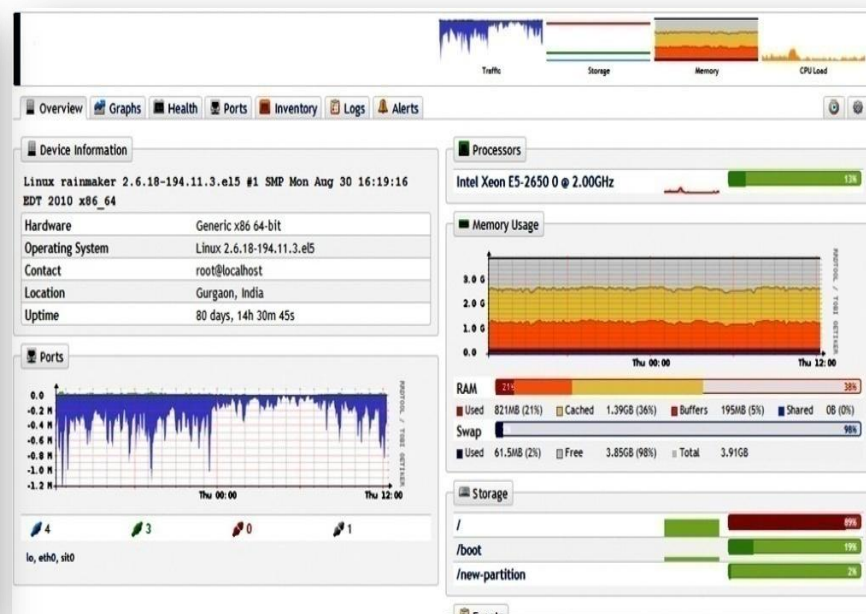 Traffic
Storage
Memory
CPU Load
Overview Graphs Health Ports Inventory Logs Alerts
Device Information
Linux rainmaker 2.6.18-194.11.3.el5 #1 SMP Mon Aug 30 16:19:16
EDT 2010 x86_64
Hardware Generic x86 64-bit
Operating System Linux 2.6.18-194.11.3.el5
Contact root@localhost
Location Gurgaon, India
Uptime 80 days, 14h 30m 45s
Ports
0.0
-0.2 M
-0.4 M
-0.6 M
-0.8 M
-1.0 M
-1.2 M
Thu 00:00 Thu 12:00
RRDTOOL / TOBI OETIKER
4 3 0 1
lo, eth0, sit0
Processors
Intel Xeon E5-2650 0 @ 2.00GHz 13%
Memory Usage
3.0 G
2.0 G
1.0 G
0.0
Thu 00:00 Thu 12:00
RRDTOOL / TOBI OETIKER
RAM 21% 38%
Used 821MB (21%) Cached 1.39GB (36%) Buffers 195MB (5%) Shared 0B (0%)
Swap 98%
Used 61.5MB (2%) Free 3.85GB (98%) Total 3.91GB
Storage
/ 89%
/boot 19%
/new-partition 2%